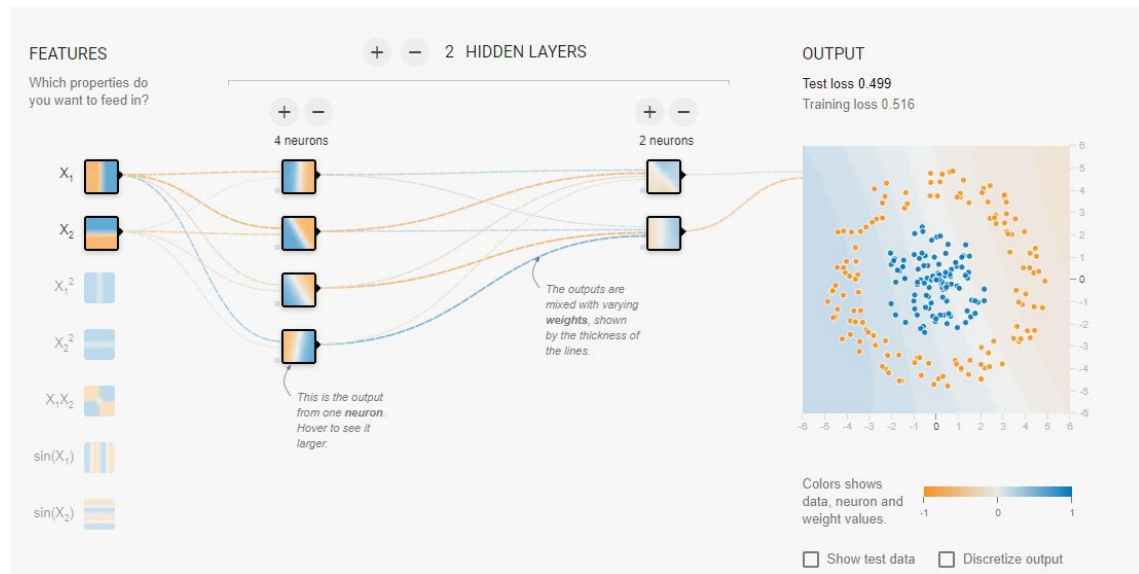 FEATURES
Which properties do
you want to feed in?
X₁
X₂
X₁²
X₂²
X₁X₂
sin(X₁)
sin(X₂)
+ − 2 HIDDEN LAYERS
+ −
4 neurons
+ −
2 neurons
This is the output
from one neuron.
Hover to see it
larger.
The outputs are
mixed with varying
weights, shown
by the thickness of
the lines.
OUTPUT
Test loss 0.499
Training loss 0.516
6
5
4
3
2
1
0
-1
-2
-3
-4
-5
-6
-6 -5 -4 -3 -2 -1 0 1 2 3 4 5 6
Colors shows
data, neuron and
weight values.
-1 0 1
Show test data Discretize output